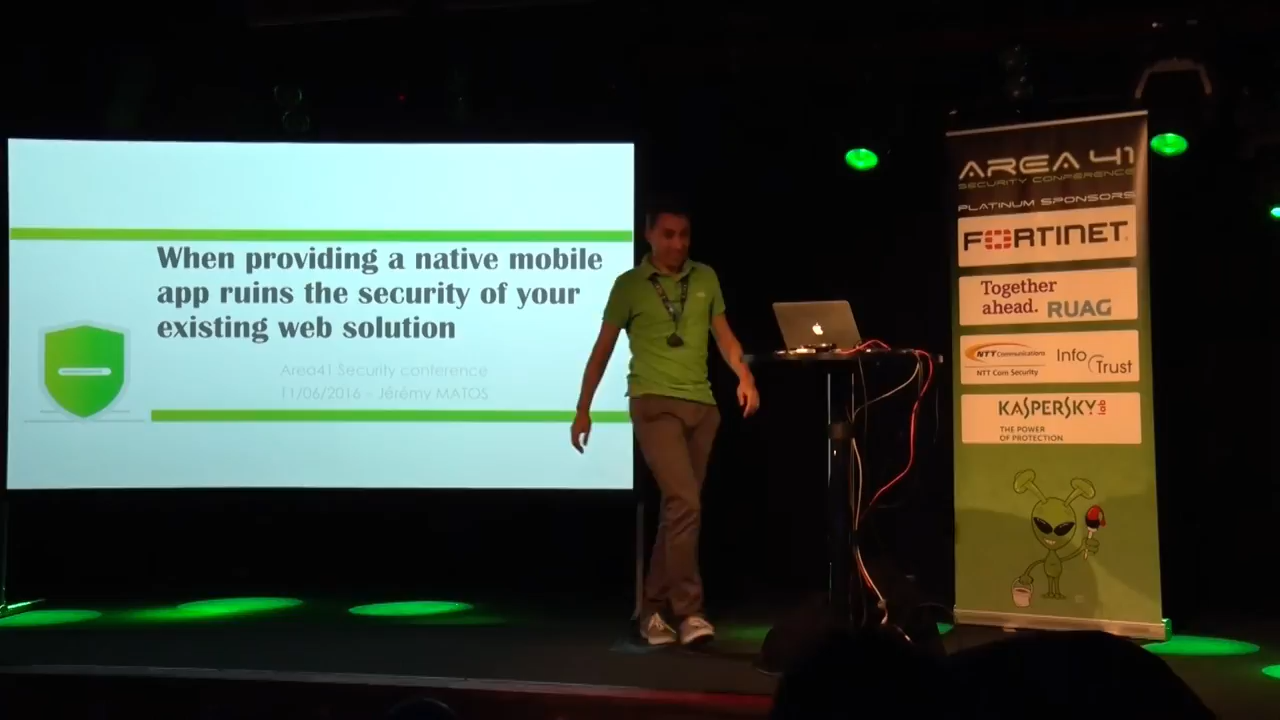 When providing a native mobile
app ruins the security of your
existing web solution
Area41 Security conference
11/06/2016 – Jérémy MATOS
AREA 41
SECURITY CONFERENCE
PLATINUM SPONSORS
FORTINET
Together
ahead. RUAG
NTT Communications
NTT Com Security
InfoTrust
KASPERSKY lab
THE POWER
OF PROTECTION